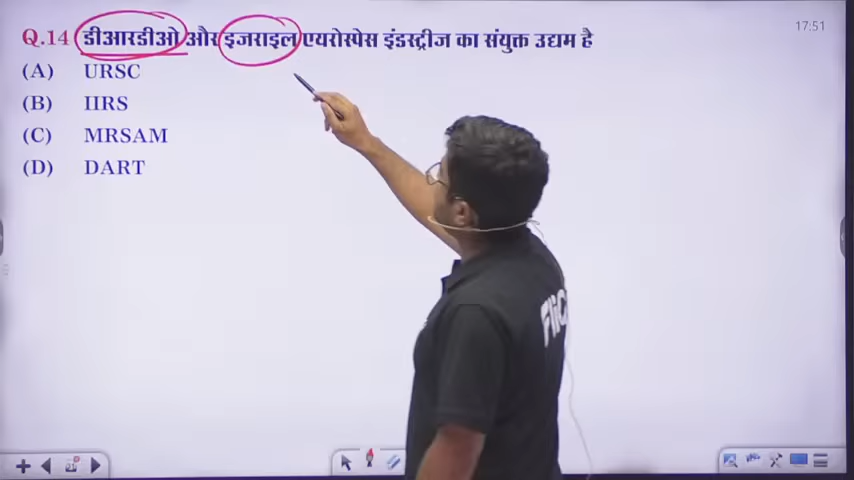 Q.14 डीआरडीओ और इजराइल एयरोस्पेस इंडस्ट्रीज का संयुक्त उद्यम है
17:51
(A) URSC
(B) IIRS
(C) MRSAM
(D) DART